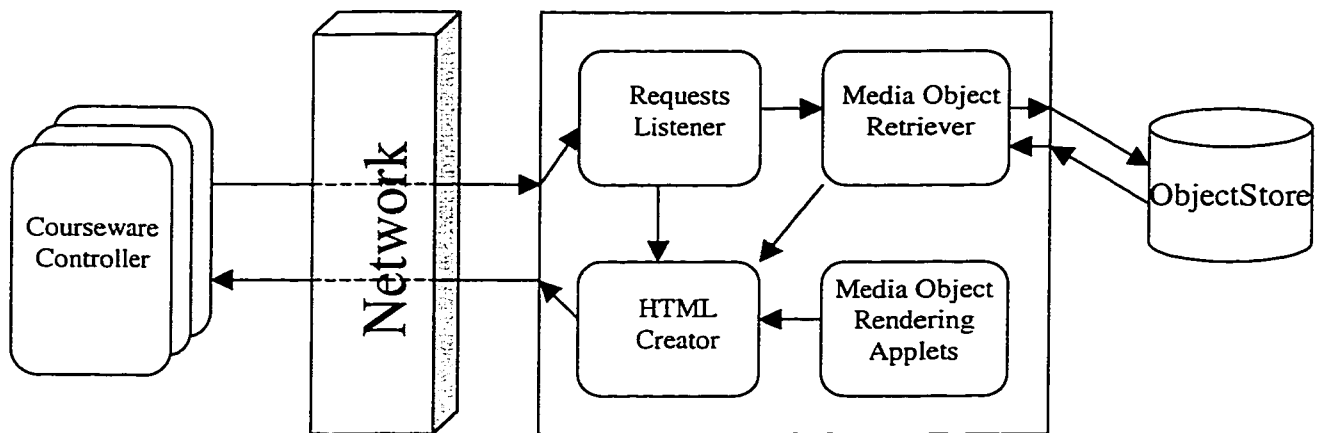 Courseware
Controller
Network
Requests
Listener
Media Object
Retriever
HTML
Creator
Media Object
Rendering
Applets
ObjectStore